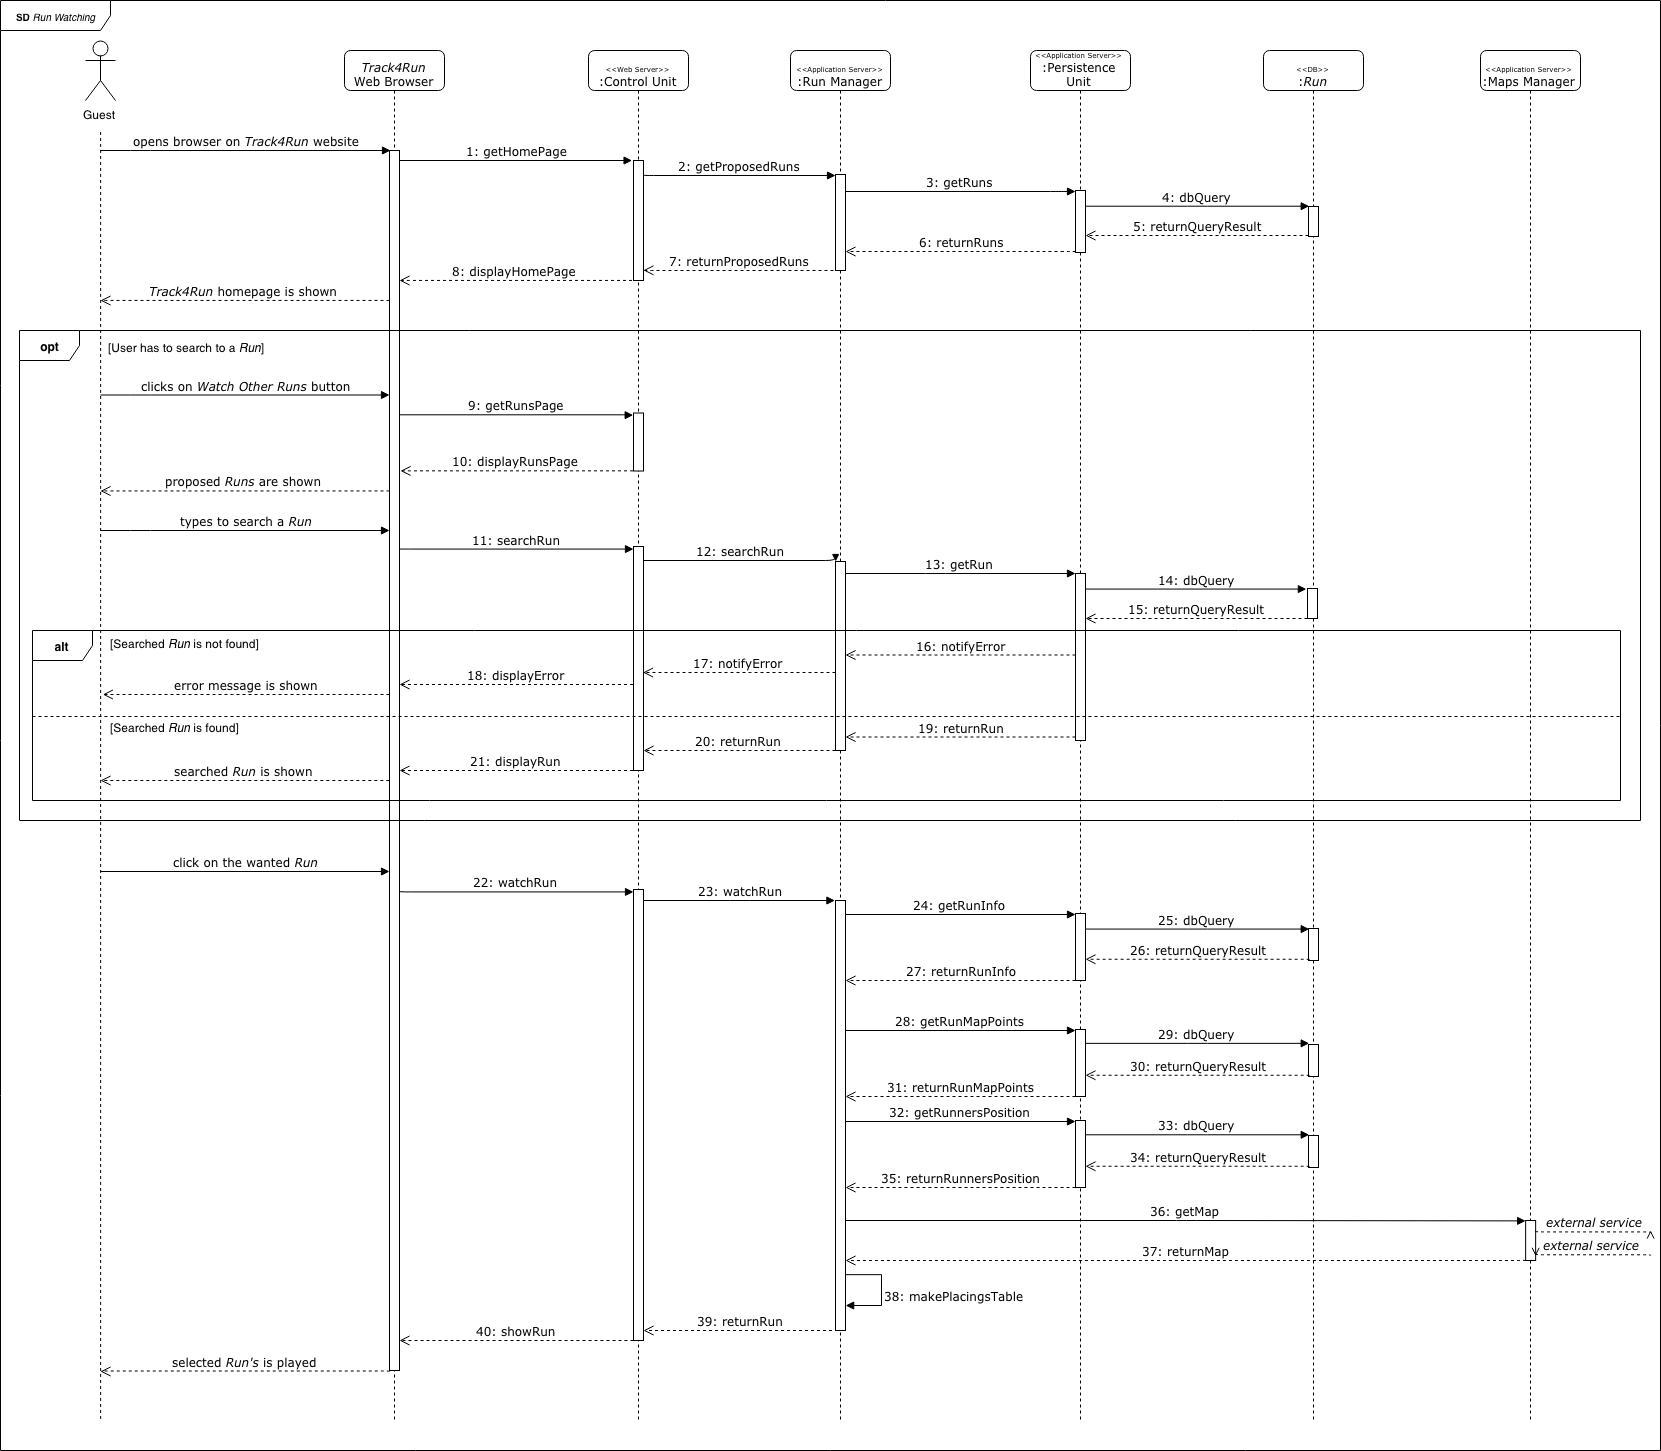 SD Run Watching
Guest
Track4Run
Web Browser
<<Web Server>>
:Control Unit
<<Application Server>>
:Run Manager
<<Application Server>>
:Persistence
Unit
<<DB>>
:Run
<<Application Server>>
:Maps Manager
opens browser on Track4Run website
1: getHomePage
2: getProposedRuns
3: getRuns
4: dbQuery
5: returnQueryResult
6: returnRuns
7: returnProposedRuns
8: displayHomePage
Track4Run homepage is shown
opt
[User has to search to a Run]
clicks on Watch Other Runs button
9: getRunsPage
10: displayRunsPage
proposed Runs are shown
types to search a Run
11: searchRun
12: searchRun
13: getRun
14: dbQuery
15: returnQueryResult
alt
[Searched Run is not found]
16: notifyError
17: notifyError
18: displayError
error message is shown
[Searched Run is found]
19: returnRun
20: returnRun
21: displayRun
searched Run is shown
click on the wanted Run
22: watchRun
23: watchRun
24: getRunInfo
25: dbQuery
26: returnQueryResult
27: returnRunInfo
28: getRunMapPoints
29: dbQuery
30: returnQueryResult
31: returnRunMapPoints
32: getRunnersPosition
33: dbQuery
34: returnQueryResult
35: returnRunnersPosition
36: getMap
external service
external service
37: returnMap
38: makePlacingsTable
39: returnRun
40: showRun
selected Run's is played